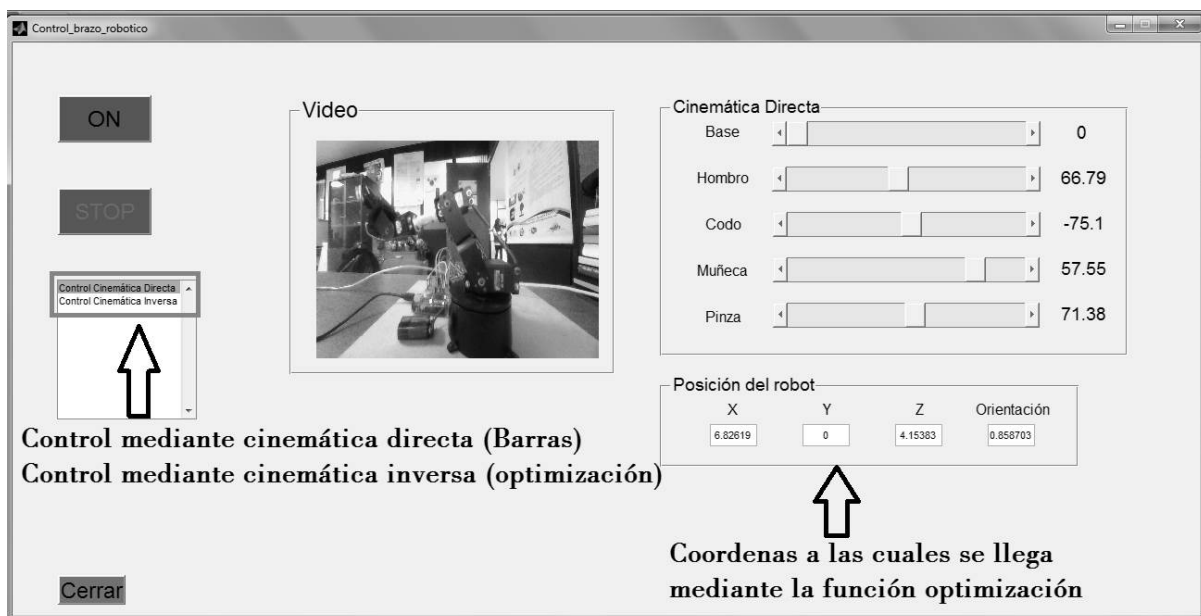 Control_brazo_robotico
ON
STOP
Control Cinemática Directa
Control Cinemática Inversa
Control mediante cinemática directa (Barras)
Control mediante cinemática inversa (optimización)
Cerrar
Video
Cinemática Directa
Base 0
Hombro 66.79
Codo -75.1
Muñeca 57.55
Pinza 71.38
Posición del robot
X Y Z Orientación
6.82619 0 4.15383 0.858703
Coordenas a las cuales se llega
mediante la función optimización